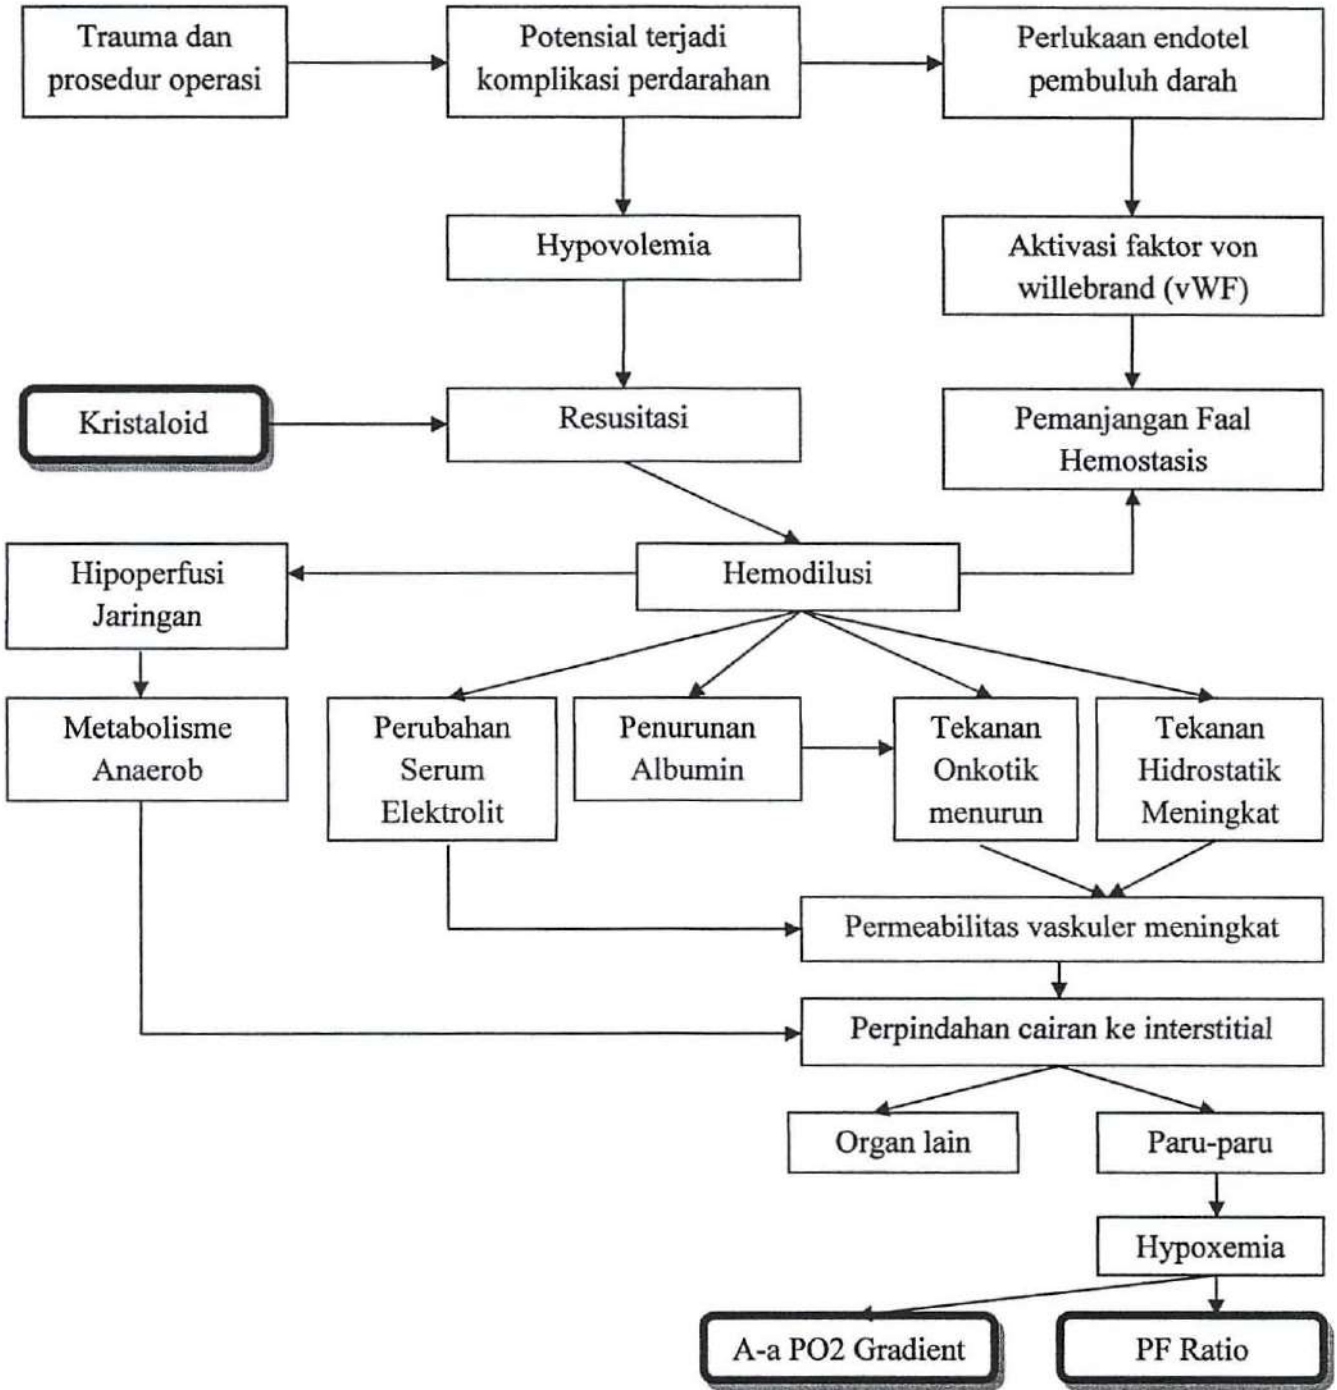 Trauma dan
prosedur operasi
Potensial terjadi
komplikasi perdarahan
Perlukaan endotel
pembuluh darah
Hypovolemia
Aktivasi faktor von
willebrand (vWF)
Kristaloid
Resusitasi
Pemanjangan Faal
Hemostasis
Hipoperfusi
Jaringan
Hemodilusi
Metabolisme
Anaerob
Perubahan
Serum
Elektrolit
Penurunan
Albumin
Tekanan
Onkotik
menurun
Tekanan
Hidrostatik
Meningkat
Permeabilitas vaskuler meningkat
Perpindahan cairan ke interstitial
Organ lain
Paru-paru
Hypoxemia
A-a PO2 Gradient
PF Ratio